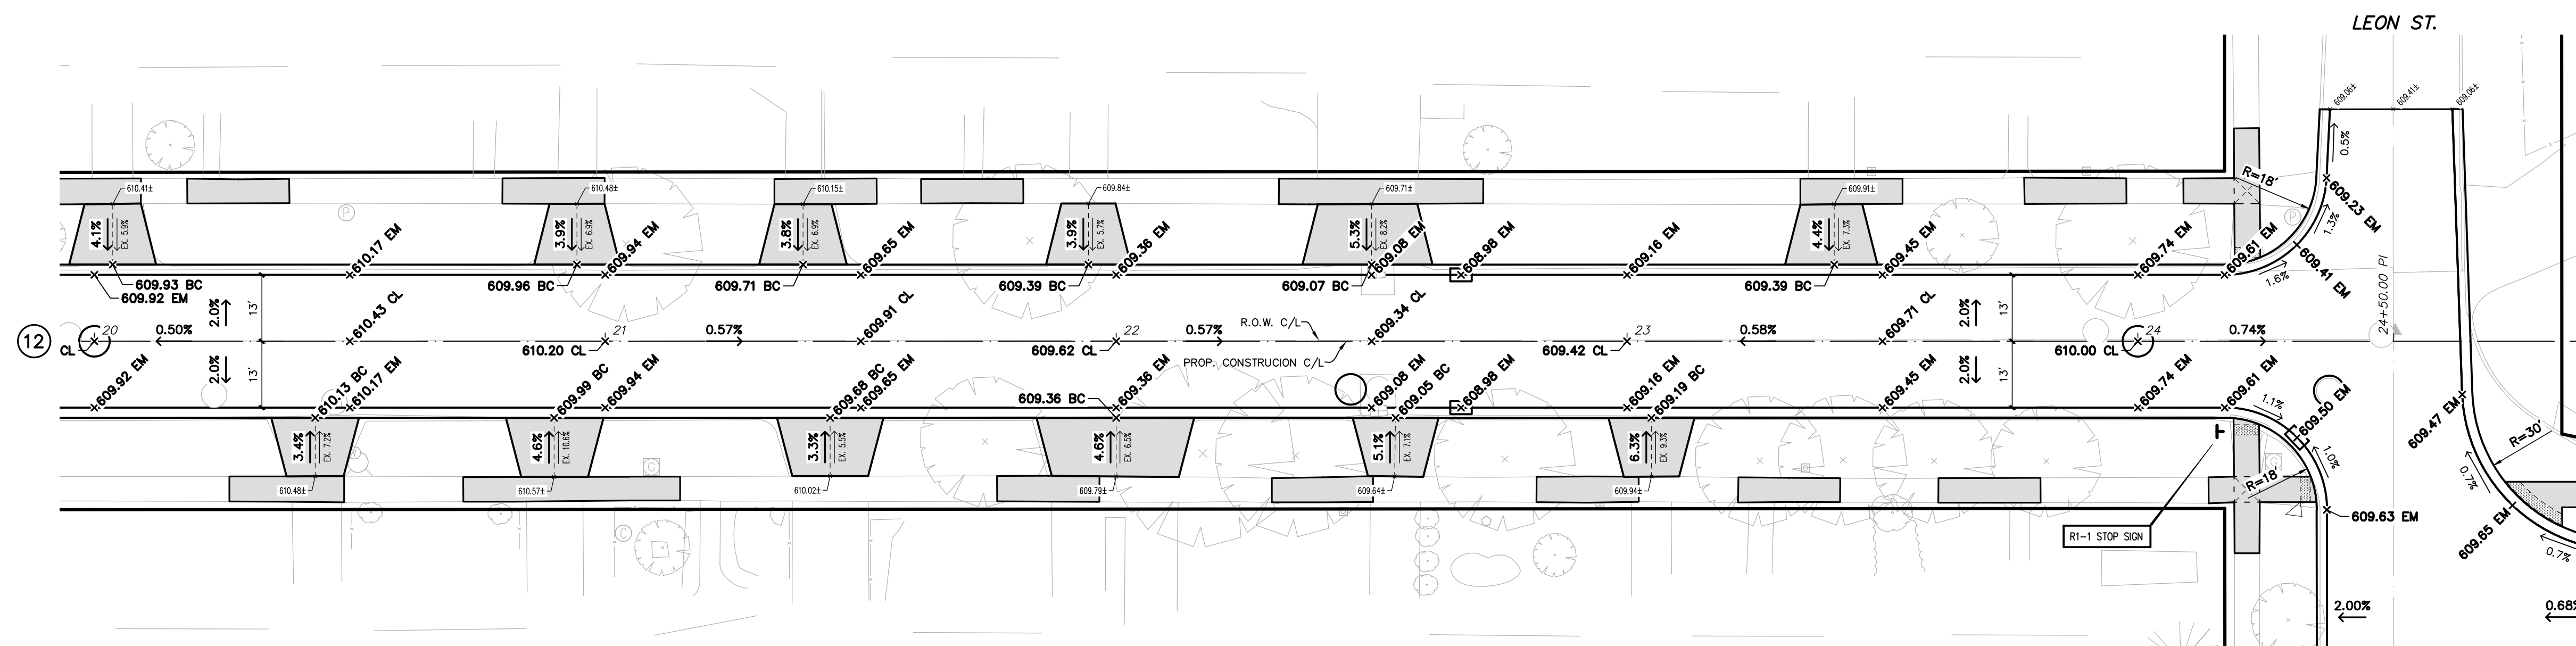 LEON ST.
609.06±
609.41±
609.06±
0.5%
R=18'
609.23 EM
1.3%
609.41 EM
1.6%
610.41±
610.48±
610.15±
609.84±
609.71±
609.91±
4.1%
EX. 5.9%
3.9%
EX. 6.9%
3.8%
EX. 6.9%
3.9%
EX. 5.7%
5.3%
EX. 8.2%
4.4%
EX. 7.3%
P
P
610.17 EM
609.94 EM
609.65 EM
609.36 EM
609.08 EM
608.98 EM
609.16 EM
609.45 EM
609.74 EM
609.61 EM
609.93 BC
609.92 EM
609.96 BC
609.71 BC
609.39 BC
609.07 BC
609.39 BC
2.0%
13'
2.0%
13'
24+50.00 PI
12
CL
20
0.50%
610.43 CL
610.20 CL
21
0.57%
609.91 CL
609.62 CL
22
0.57%
R.O.W. C/L
PROP. CONSTRUCION C/L
609.34 CL
609.42 CL
23
0.58%
609.71 CL
610.00 CL
24
0.74%
2.0%
13'
2.0%
13'
609.92 EM
610.13 BC
610.17 EM
609.99 BC
609.94 EM
609.68 BC
609.65 EM
609.36 BC
609.36 EM
609.08 EM
609.05 BC
608.98 EM
609.16 EM
609.19 BC
609.45 EM
609.74 EM
609.61 EM
1.1%
609.50 EM
1.0%
R=18'
609.63 EM
609.47 EM
R=30'
0.7%
609.65 EM
0.7%
3.4%
EX. 7.2%
4.6%
EX. 10.6%
3.3%
EX. 5.5%
4.6%
EX. 6.5%
5.1%
EX. 7.1%
6.3%
EX. 9.3%
G
G
610.48±
610.57±
610.02±
609.79±
609.64±
609.94±
C
R1-1 STOP SIGN
2.00%
0.68%